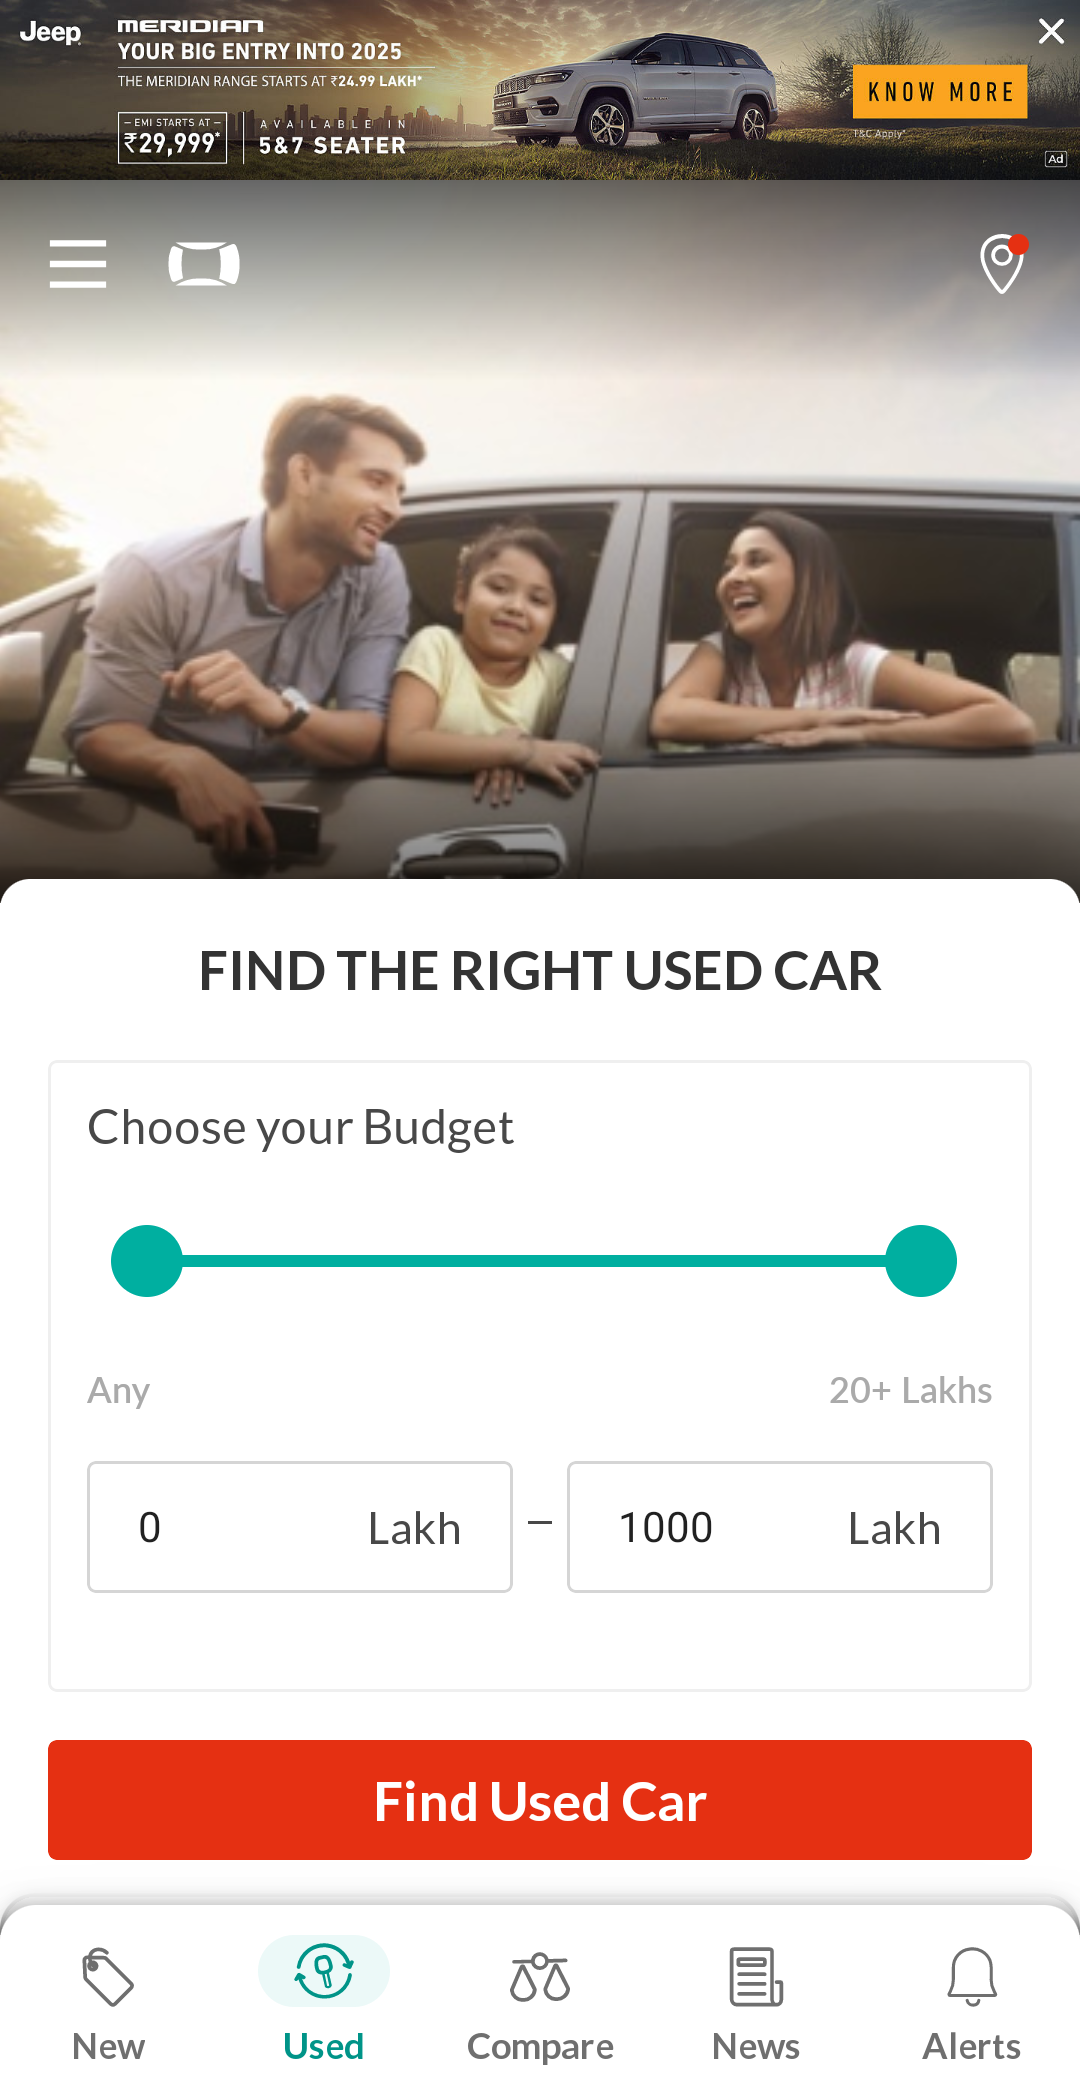 Jeep
MERIDIAN
YOUR BIG ENTRY INTO 2025
THE MERIDIAN RANGE STARTS AT ₹24.99 LAKH*
EMI STARTS AT
₹29,999*
AVAILABLE IN
5&7 SEATER
KNOW MORE
T&C Apply*
Ad
FIND THE RIGHT USED CAR
Choose your Budget
Any
20+ Lakhs
0 Lakh – 1000 Lakh
Find Used Car
New
Used
Compare
News
Alerts